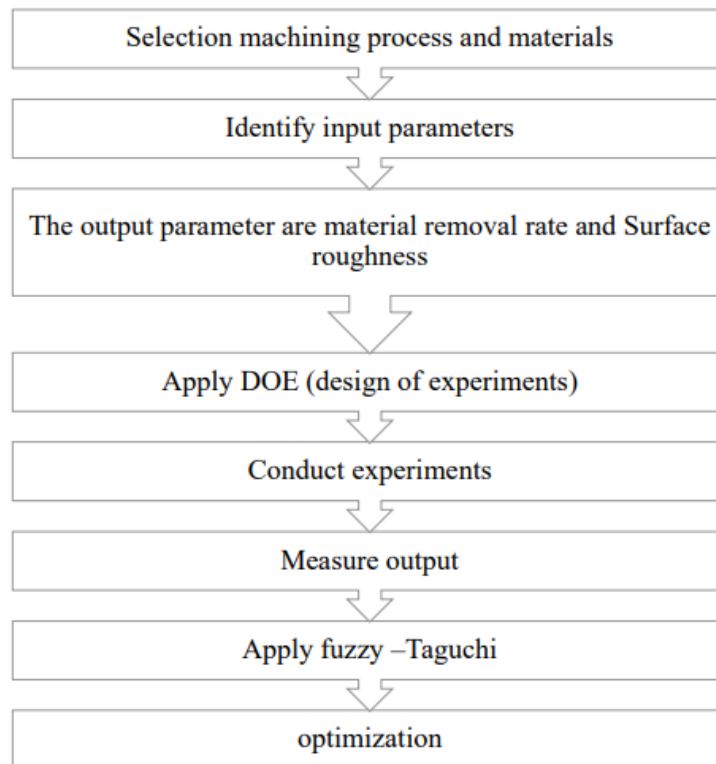 Selection machining process and materials
Identify input parameters
The output parameter are material removal rate and Surface
roughness
Apply DOE (design of experiments)
Conduct experiments
Measure output
Apply fuzzy –Taguchi
optimization